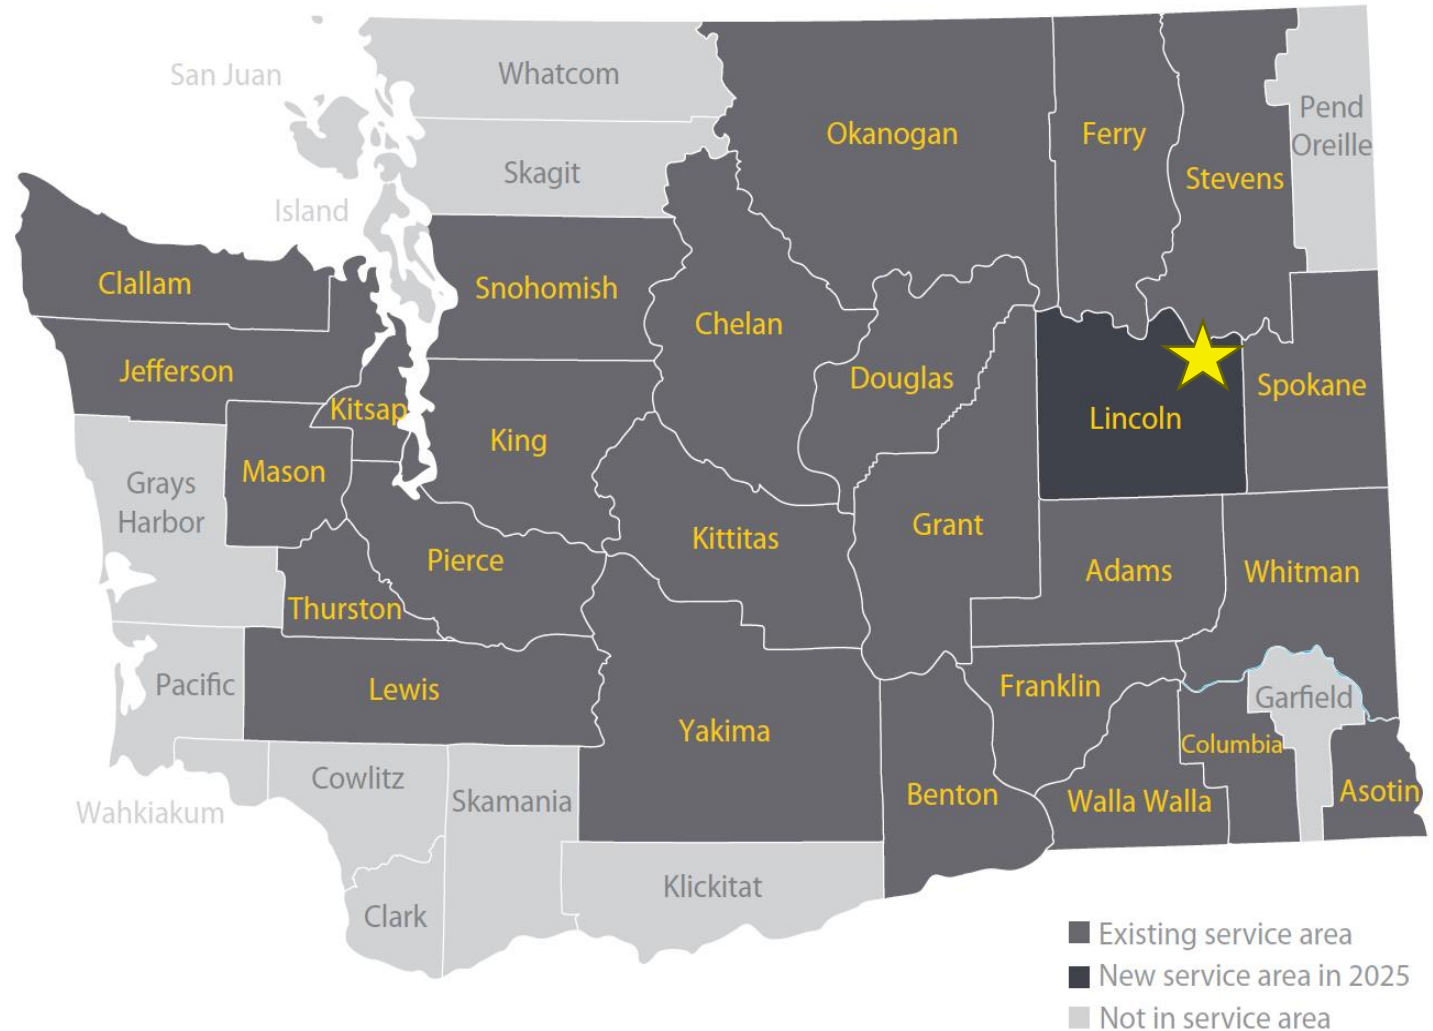 San Juan
Whatcom
Pend
Oreille
Okanogan
Ferry
Skagit
Stevens
Island
Clallam
Snohomish
Chelan
Jefferson
Douglas
Spokane
Kitsap
Lincoln
King
Mason
Grays
Harbor
Grant
Kittitas
Pierce
Adams
Whitman
Thurston
Pacific
Lewis
Franklin
Garfield
Yakima
Columbia
Cowlitz
Skamania
Benton
Walla Walla
Asotin
Wahkiakum
Klickitat
Clark
Existing service area
New service area in 2025
Not in service area